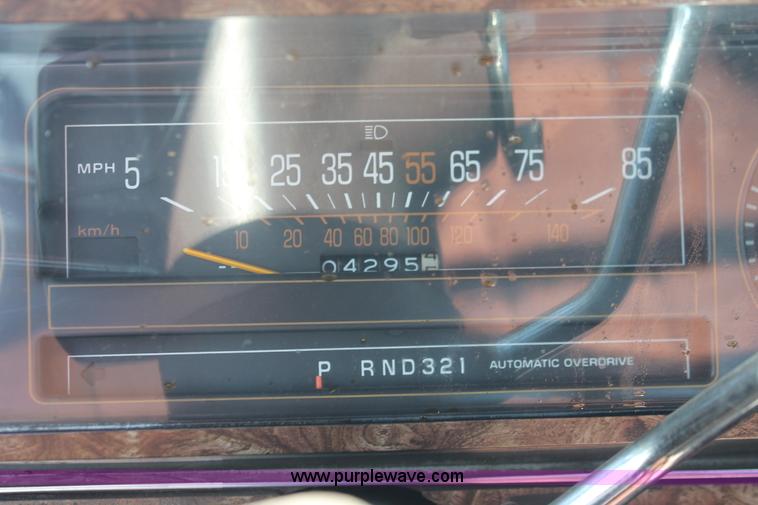 MPH 5 15 25 35 45 55 65 75 85
km/h 10 20 40 60 80 100 120 140
04295
P RND321 AUTOMATIC OVERDRIVE
www.purplewave.com